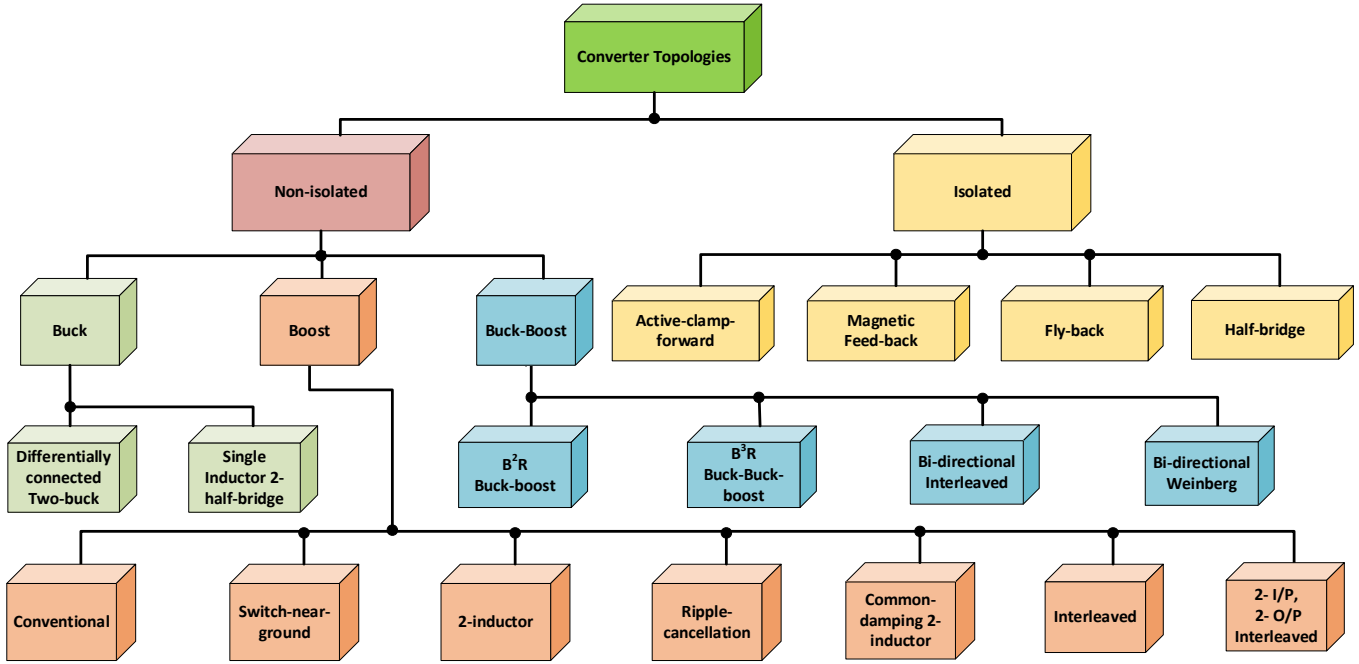 Converter Topologies
Non-isolated
Isolated
Buck
Boost
Buck-Boost
Active-clamp-
forward
Magnetic
Feed-back
Fly-back
Half-bridge
Differentially
connected
Two-buck
Single
Inductor 2-
half-bridge
B²R
Buck-boost
B³R
Buck-Buck-
boost
Bi-directional
Interleaved
Bi-directional
Weinberg
Conventional
Switch-near-
ground
2-inductor
Ripple-
cancellation
Common-
damping 2-
inductor
Interleaved
2- I/P,
2- O/P
Interleaved